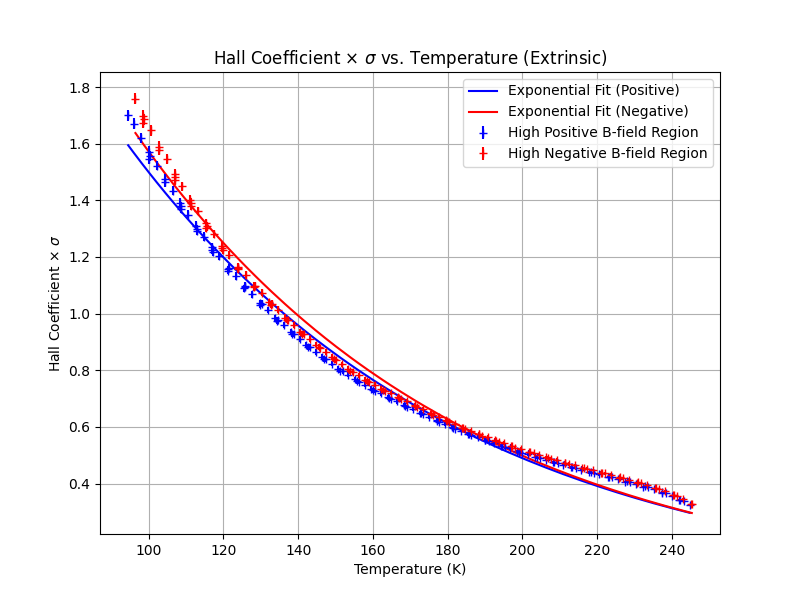 Hall Coefficient × σ vs. Temperature (Extrinsic)
Exponential Fit (Positive)
Exponential Fit (Negative)
High Positive B-field Region
High Negative B-field Region
Hall Coefficient × σ
1.8
1.6
1.4
1.2
1.0
0.8
0.6
0.4
100 120 140 160 180 200 220 240
Temperature (K)